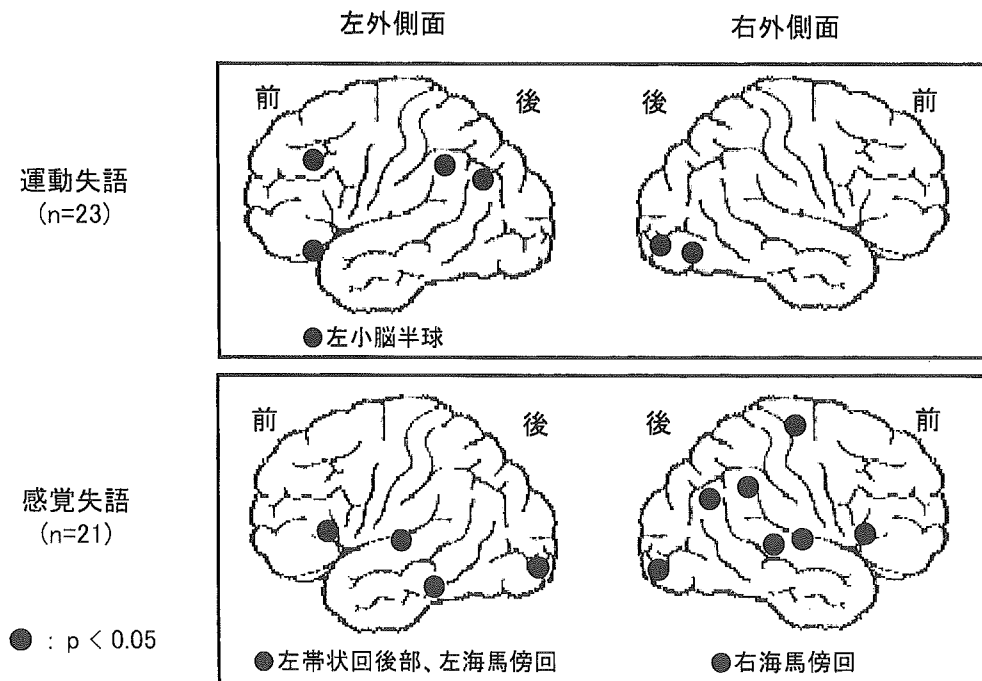 左外側面
右外側面
前
後
後
前
運動失語
(n=23)
●左小脳半球
前
後
後
前
感覚失語
(n=21)
● : p < 0.05
●左帯状回後部、左海馬傍回
●右海馬傍回